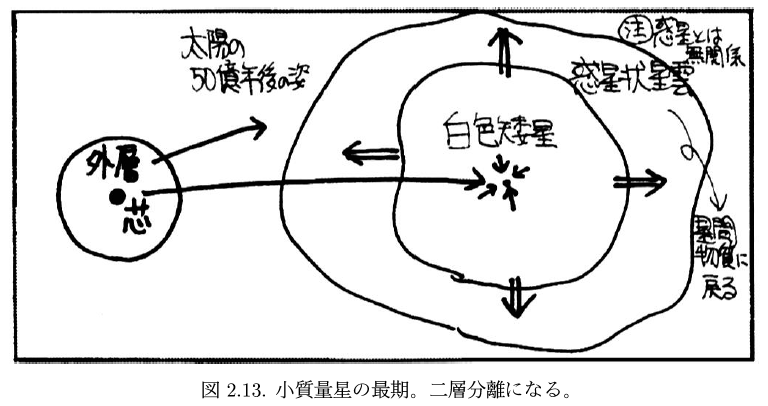 太陽の
50億年後の姿
注 惑星とは
無関係
惑星状星雲
外層
芯
白色矮星
星間
物質に
戻る
図 2.13. 小質量星の最期。二層分離になる。